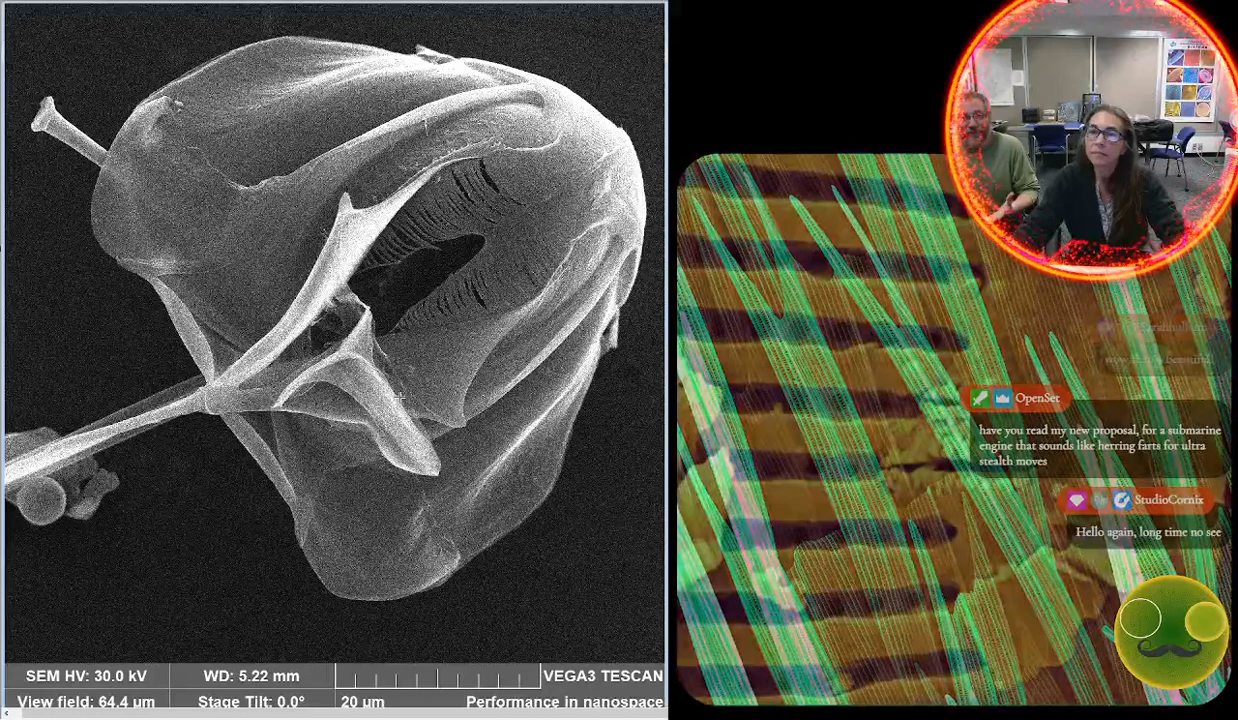 SEM HV: 30.0 kV
WD: 5.22 mm
VEGA3 TESCAN
View field: 64.4 µm
Stage Tilt: 0.0°
20 µm
Performance in nanospace
OpenSet
have you read my new proposal, for a submarine
engine that sounds like herring farts for ultra
stealth moves
StudioCornix
Hello again, long time no see